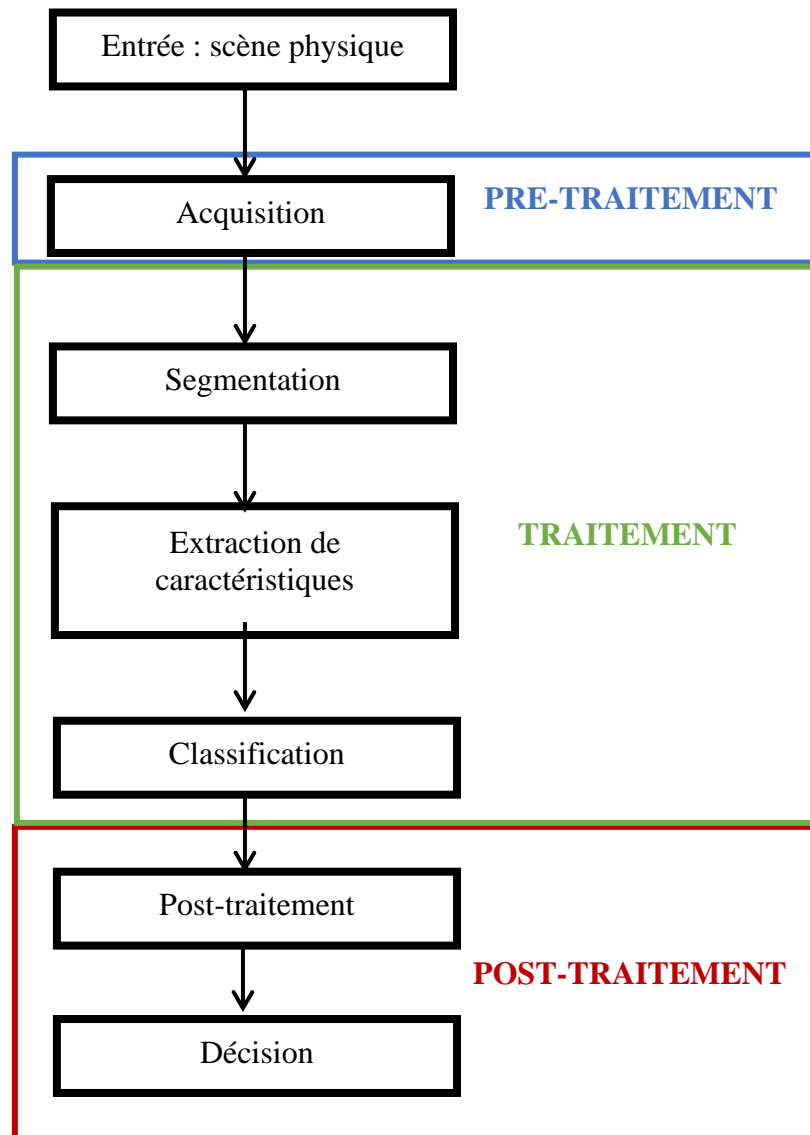 Entrée : scène physique
Acquisition
PRE-TRAITEMENT
Segmentation
Extraction de
caractéristiques
TRAITEMENT
Classification
Post-traitement
POST-TRAITEMENT
Décision